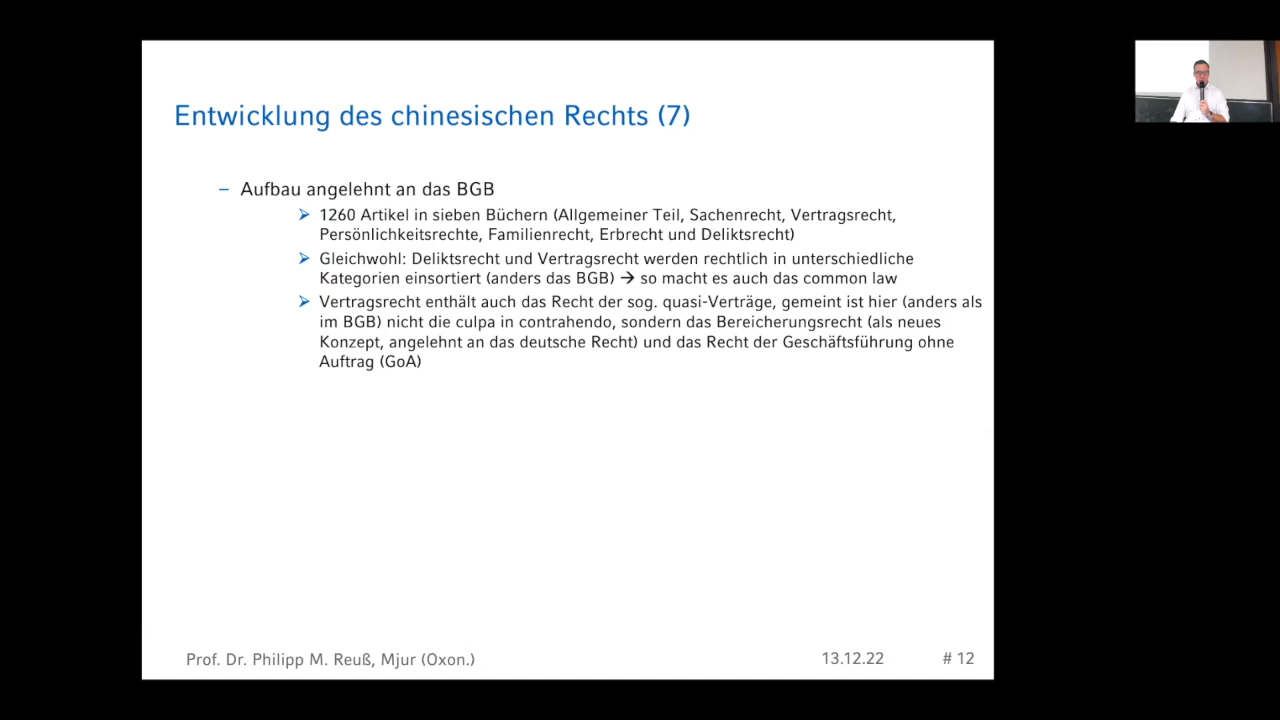 Entwicklung des chinesischen Rechts (7)
– Aufbau angelehnt an das BGB
➢ 1260 Artikel in sieben Büchern (Allgemeiner Teil, Sachenrecht, Vertragsrecht,
Persönlichkeitsrechte, Familienrecht, Erbrecht und Deliktsrecht)
➢ Gleichwohl: Deliktsrecht und Vertragsrecht werden rechtlich in unterschiedliche
Kategorien einsortiert (anders das BGB) → so macht es auch das common law
➢ Vertragsrecht enthält auch das Recht der sog. quasi-Verträge, gemeint ist hier (anders als
im BGB) nicht die culpa in contrahendo, sondern das Bereicherungsrecht (als neues
Konzept, angelehnt an das deutsche Recht) und das Recht der Geschäftsführung ohne
Auftrag (GoA)
Prof. Dr. Philipp M. Reuß, Mjur (Oxon.) 13.12.22 # 12